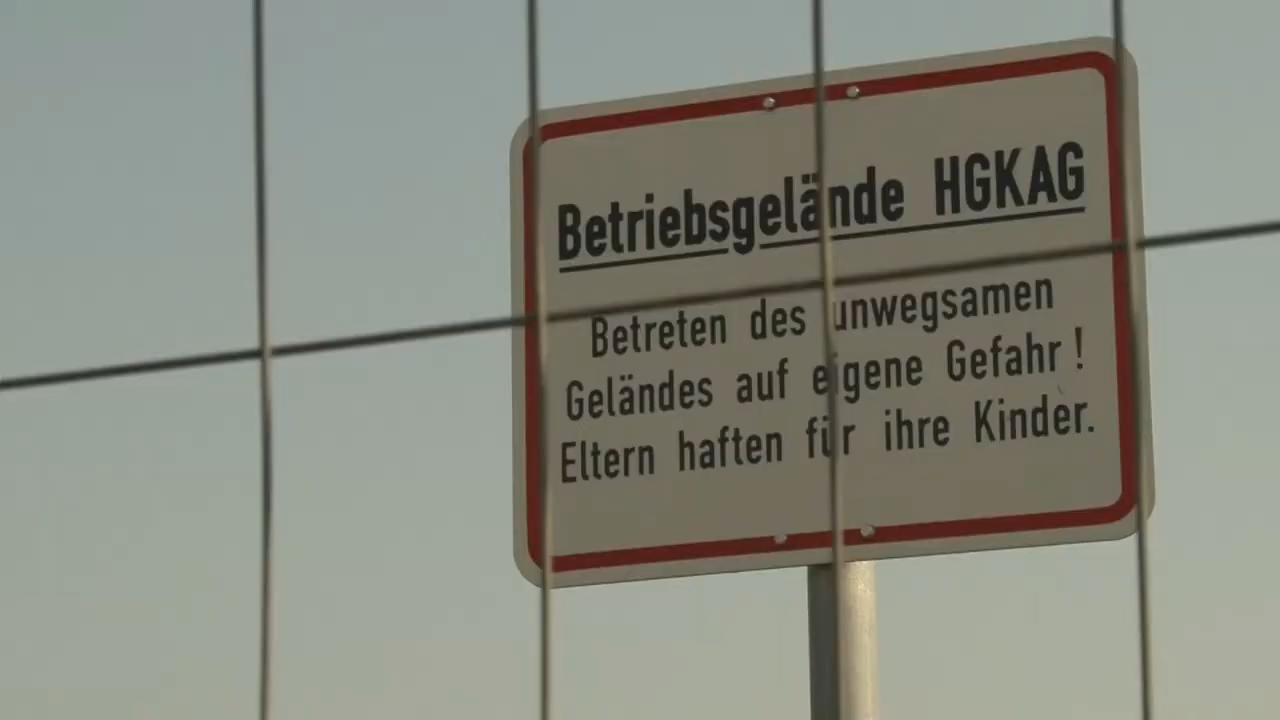 Betriebsgelände HGKAG
Betreten des unwegsamen
Geländes auf eigene Gefahr !
Eltern haften für ihre Kinder.